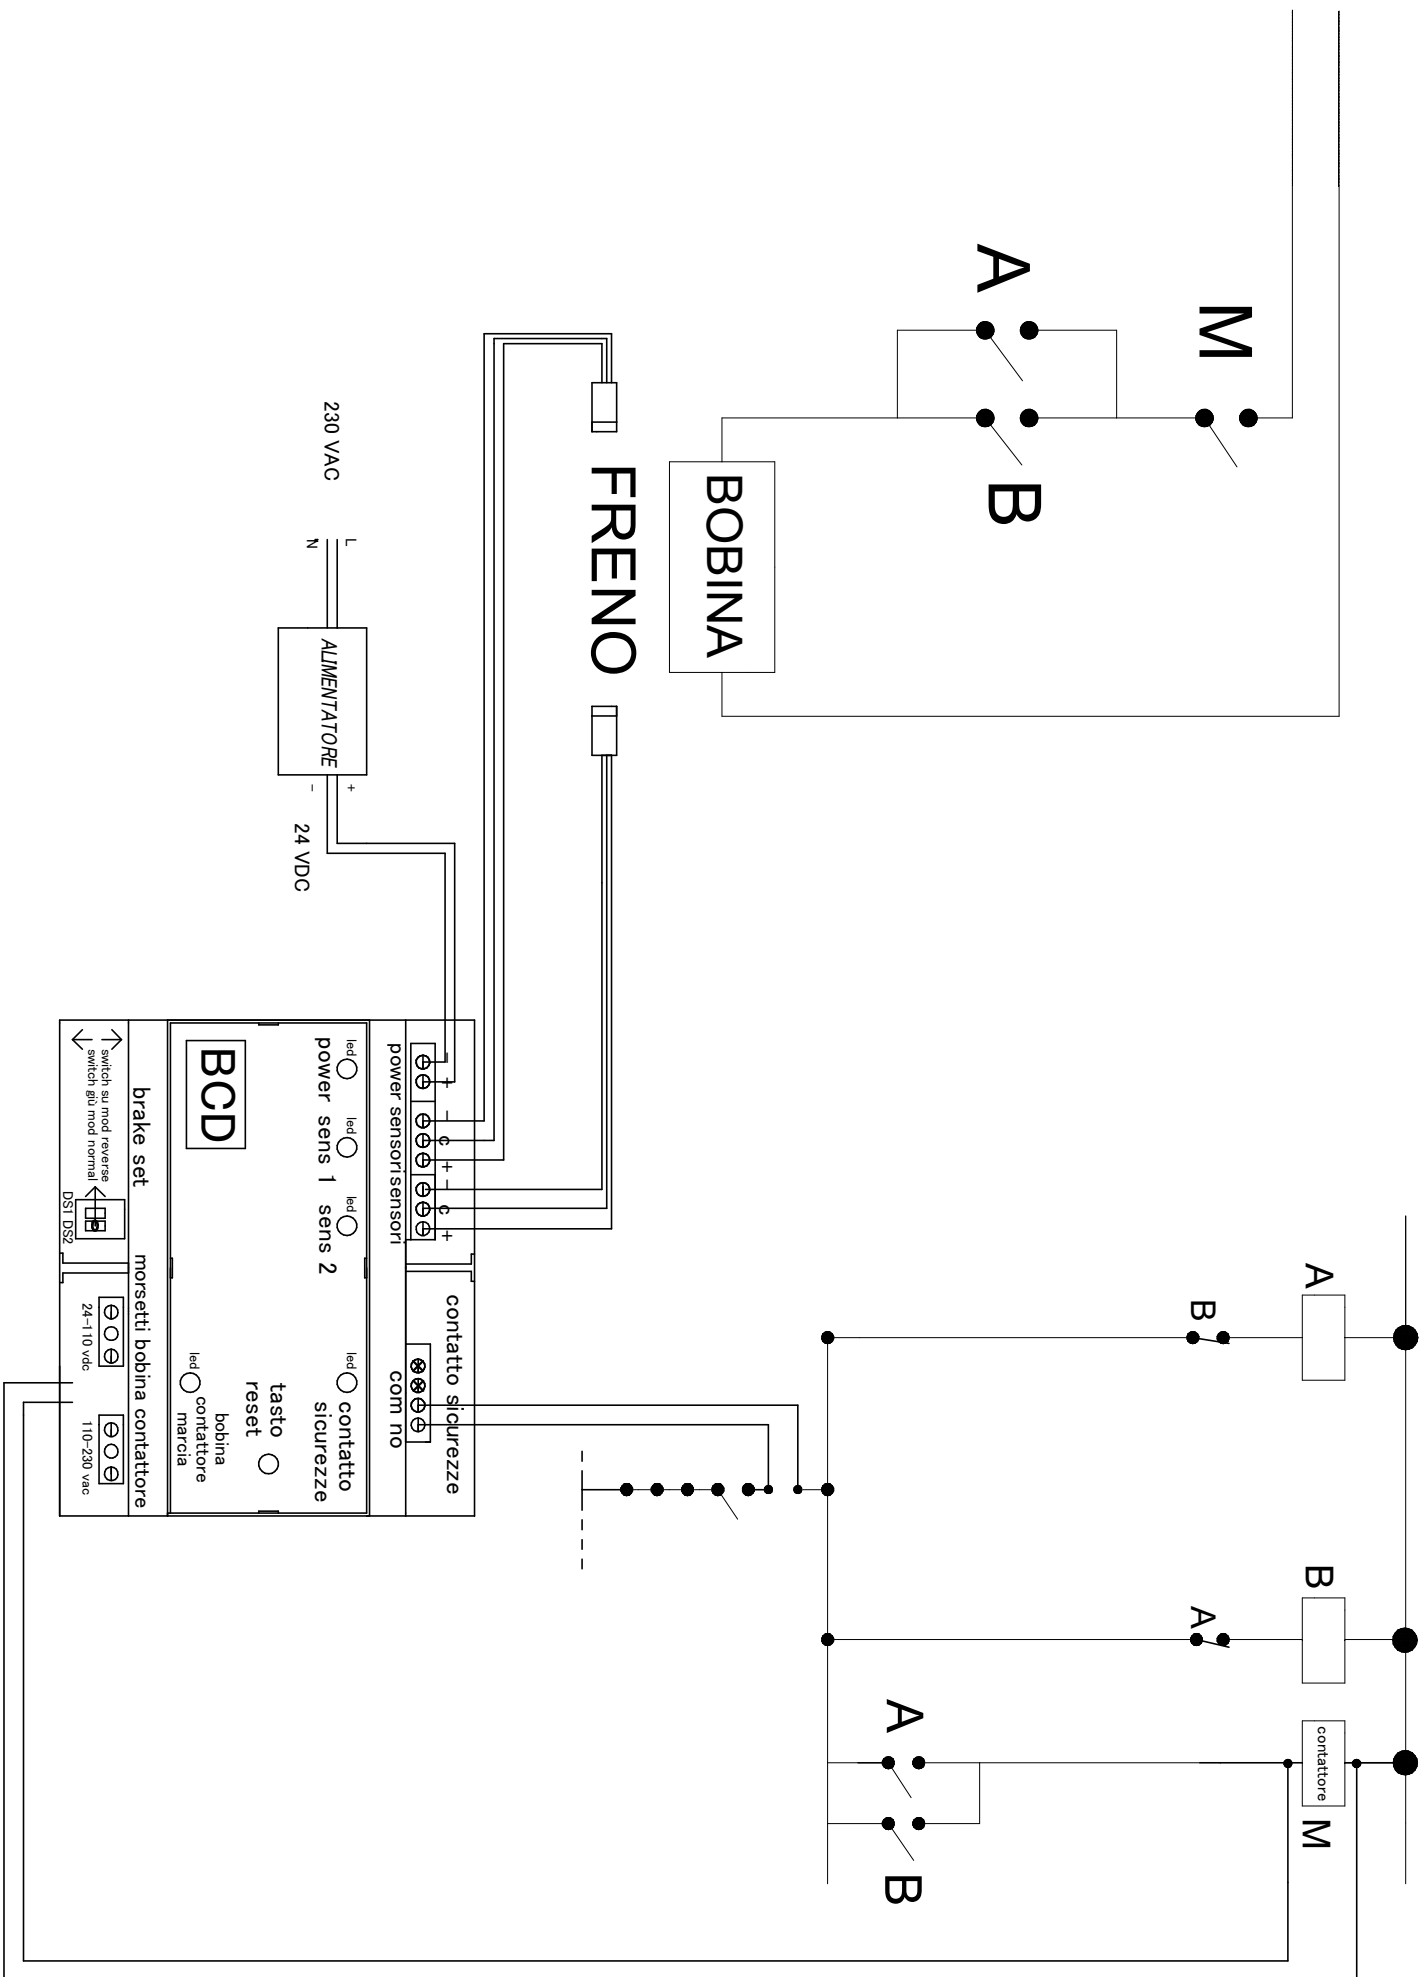 A
M
B
BOBINA
FRENO
230 VAC
L
N
ALIMENTATORE
+
-
24 VDC
A
B
B
A
contattore
M
A
B
contatto sicurezze
com no
- +
- c +
- c +
power sensori sensori
led
led
led
led
power sens 1 sens 2
contatto
sicurezze
tasto
reset
BCD
led
bobina
contattore
marcia
brake set
morsetti bobina contattore
switch su mod reverse
switch giù mod normal
DS1 DS2
24-110 vdc
110-230 vac